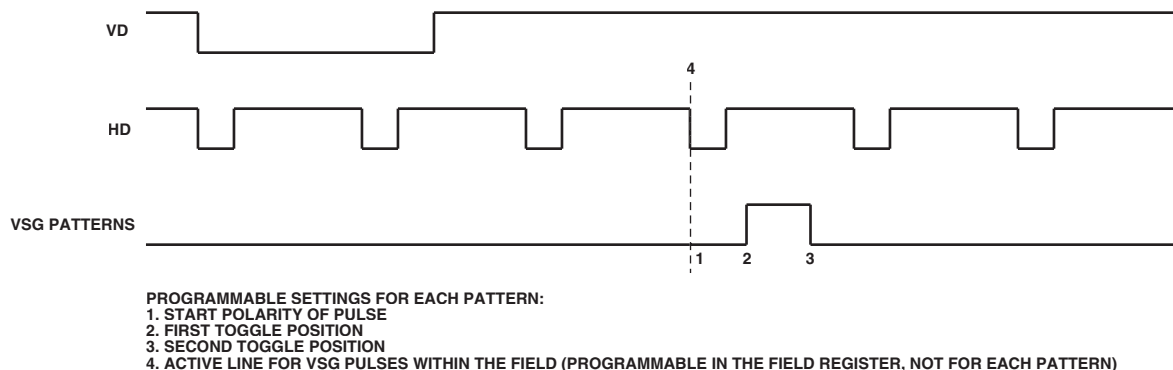 VD
4
HD
VSG PATTERNS
1 2 3
PROGRAMMABLE SETTINGS FOR EACH PATTERN:
1. START POLARITY OF PULSE
2. FIRST TOGGLE POSITION
3. SECOND TOGGLE POSITION
4. ACTIVE LINE FOR VSG PULSES WITHIN THE FIELD (PROGRAMMABLE IN THE FIELD REGISTER, NOT FOR EACH PATTERN)